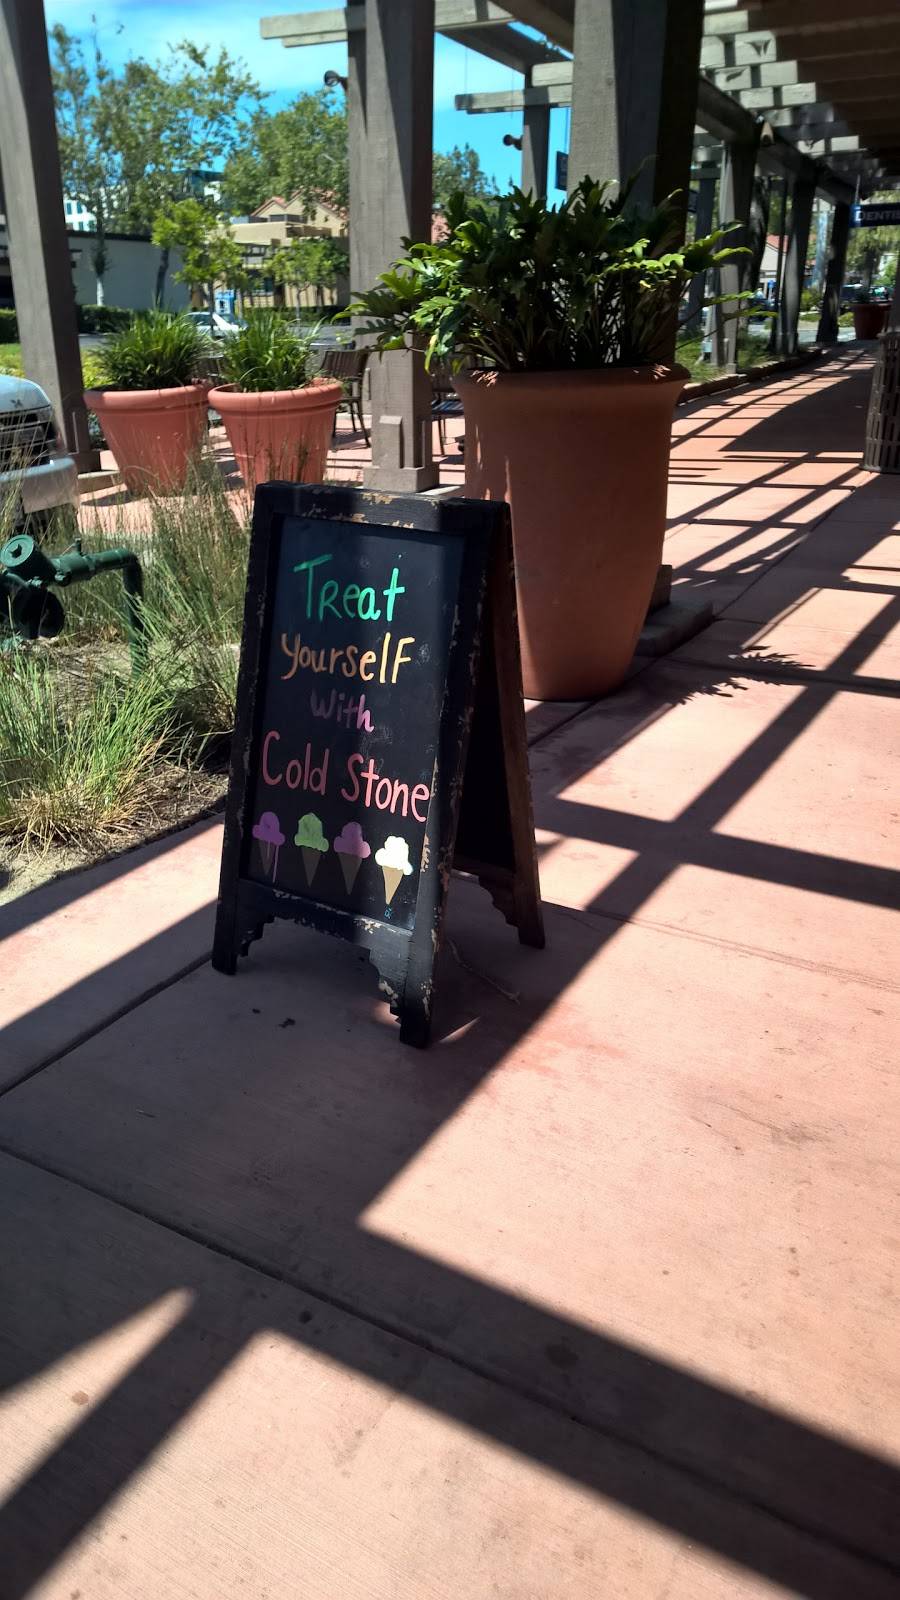 Treat
Yourself
With
Cold Stone